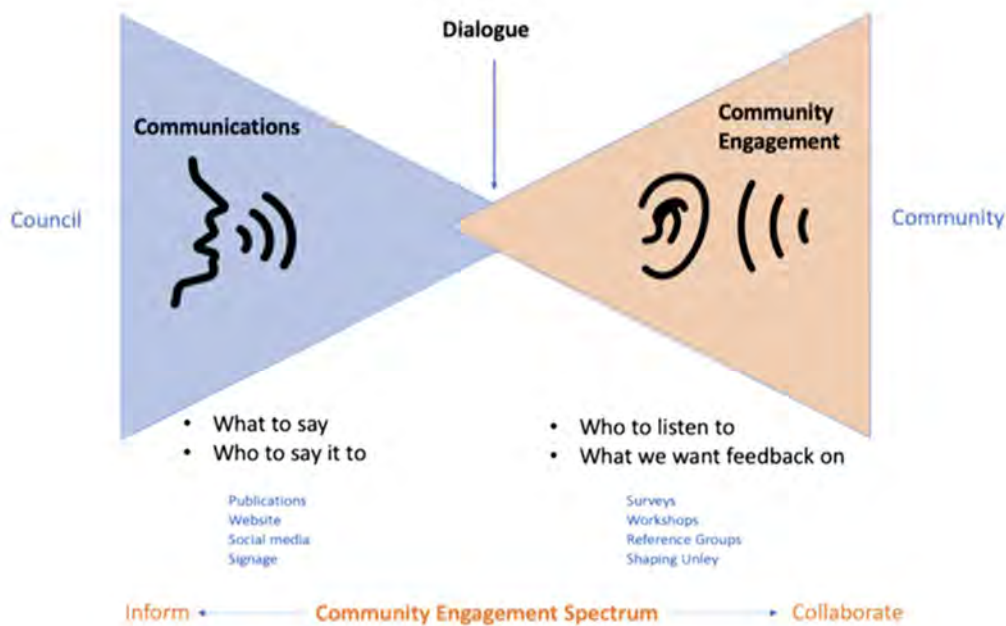 Dialogue
Communications
Community
Engagement
Council
Community
• What to say
• Who to say it to
• Who to listen to
• What we want feedback on
Publications
Website
Social media
Signage
Surveys
Workshops
Reference Groups
Shaping Unley
Inform Community Engagement Spectrum Collaborate